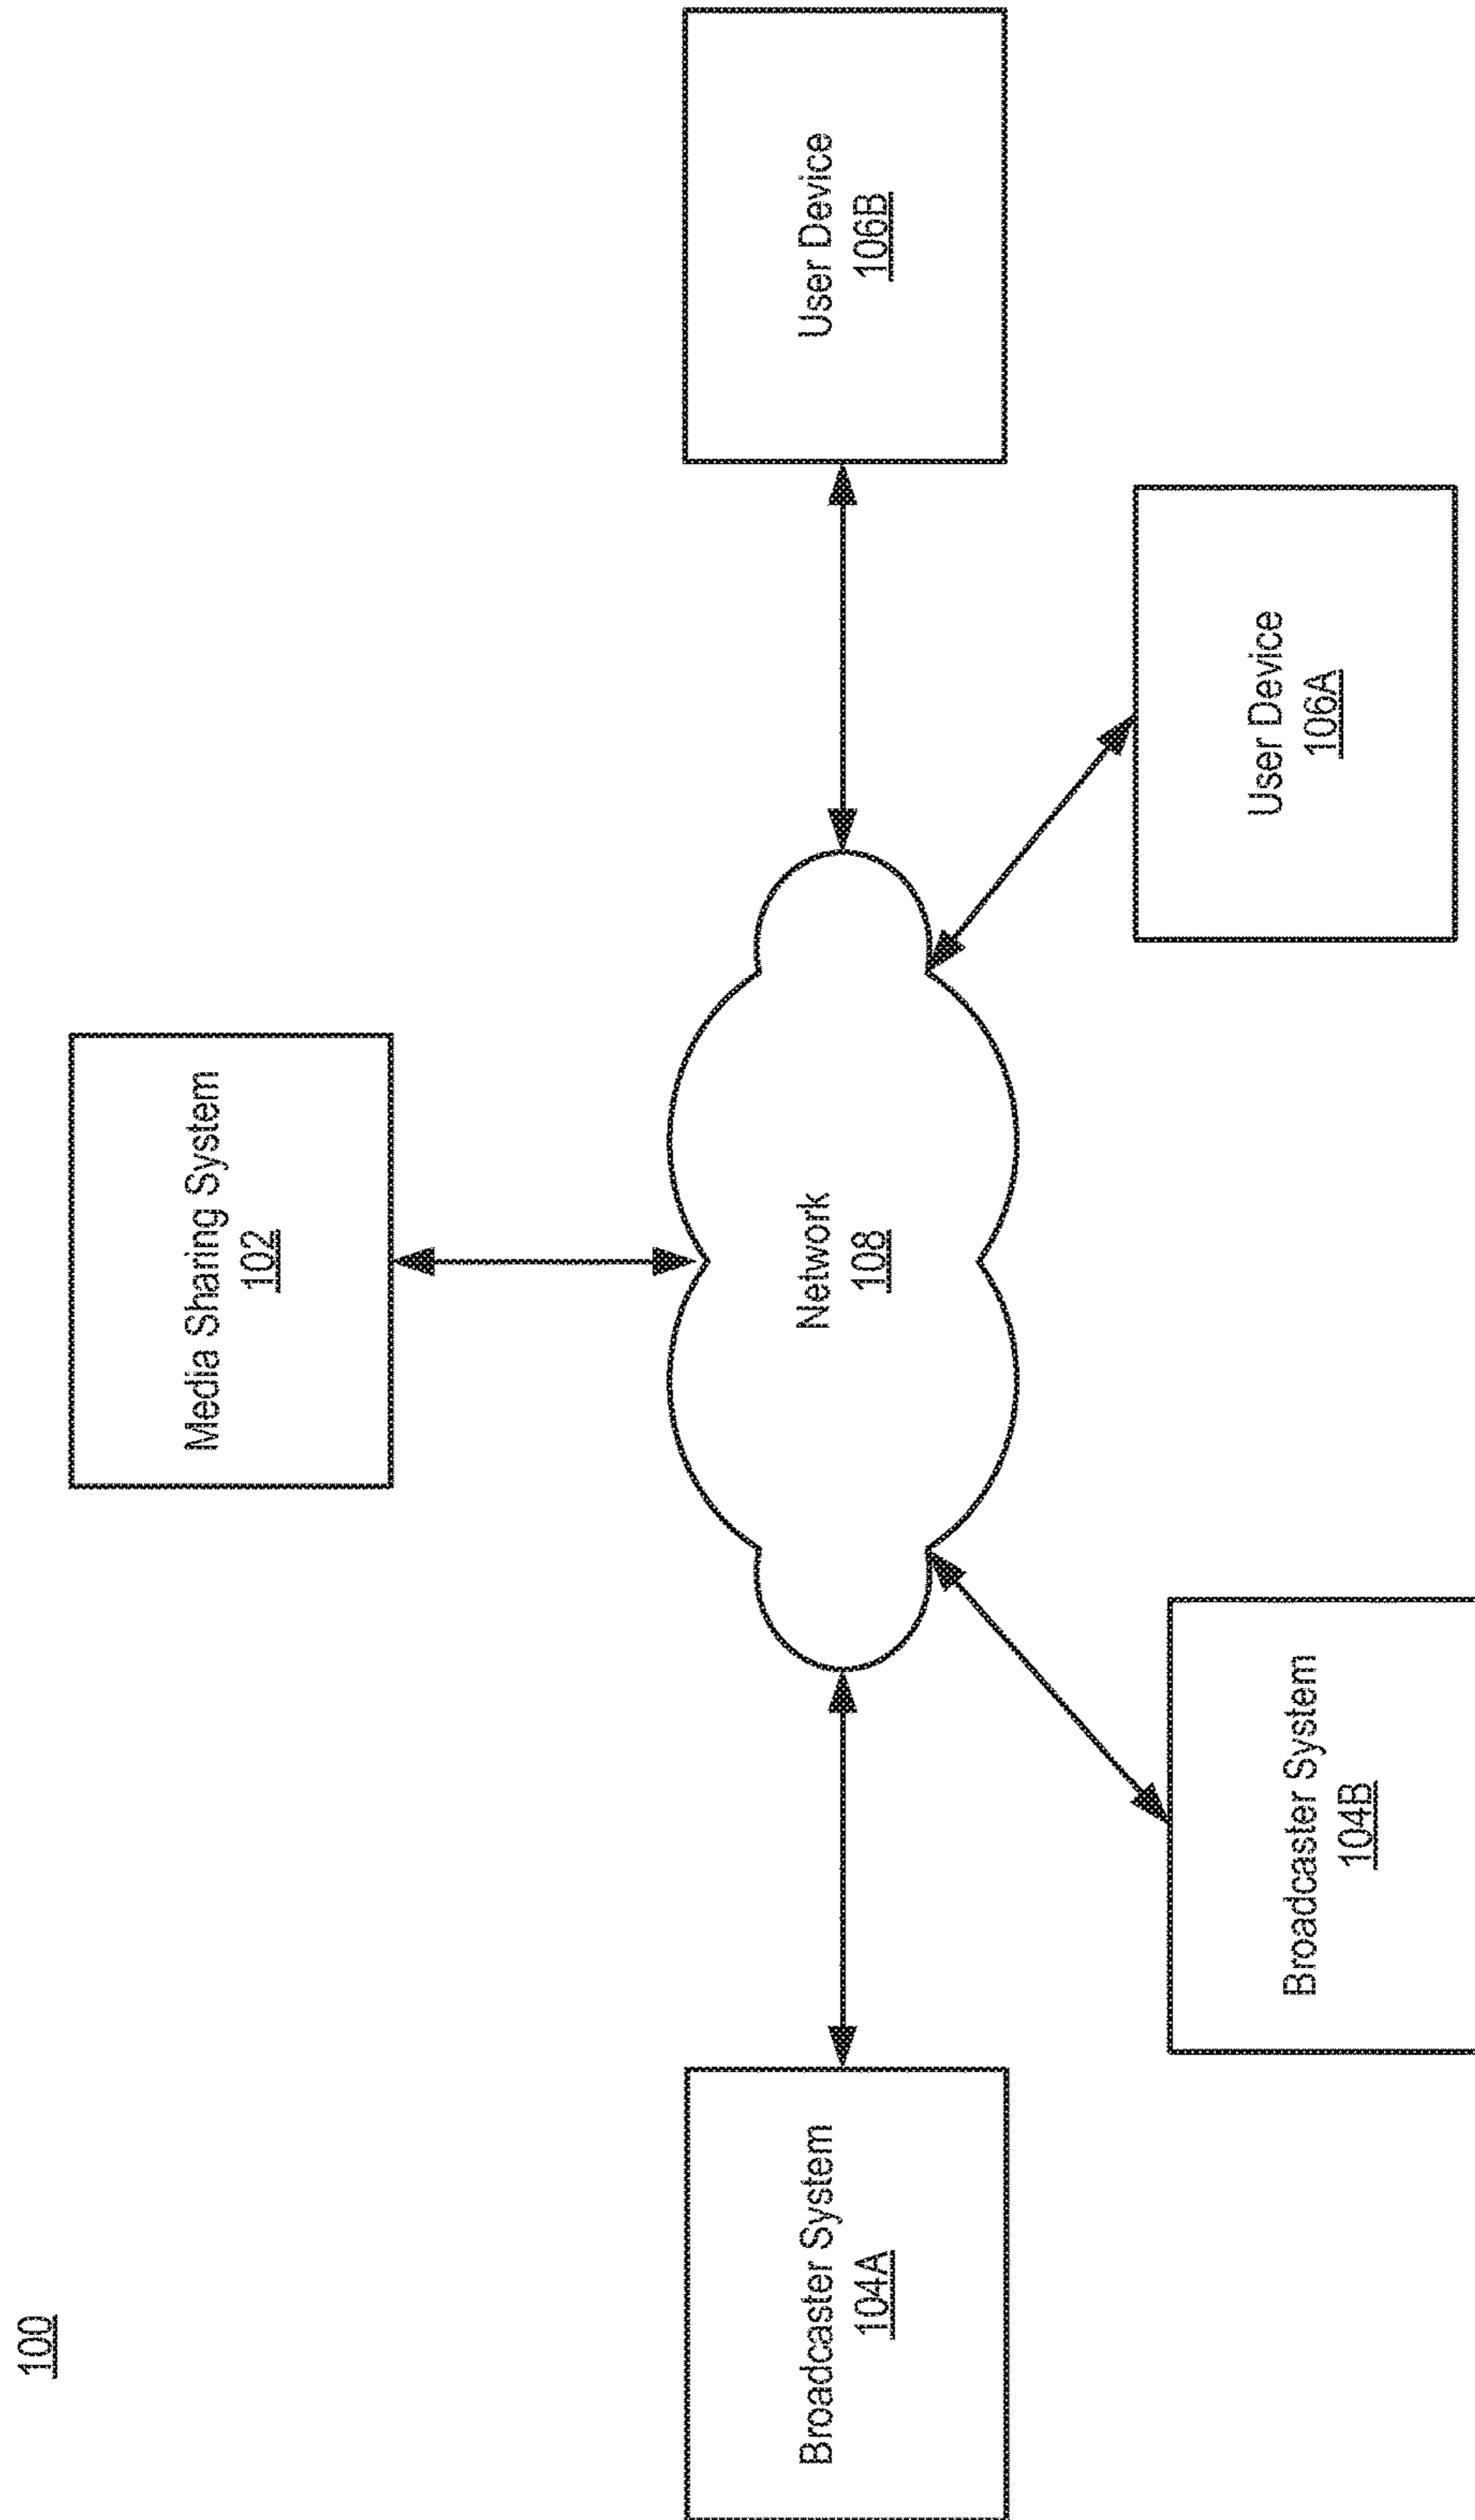 100
Media Sharing System
102
Broadcaster System
104A
Network
108
User Device
106B
Broadcaster System
104B
User Device
106A